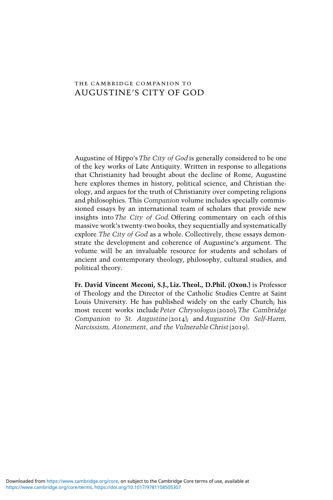 THE CAMBRIDGE COMPANION TO
AUGUSTINE'S CITY OF GOD
Augustine of Hippo's The City of God is generally considered to be one
of the key works of Late Antiquity. Written in response to allegations
that Christianity had brought about the decline of Rome, Augustine
here explores themes in history, political science, and Christian the-
ology, and argues for the truth of Christianity over competing religions
and philosophies. This Companion volume includes specially commis-
sioned essays by an international team of scholars that provide new
insights into The City of God. Offering commentary on each of this
massive work's twenty-two books, they sequentially and systematically
explore The City of God as a whole. Collectively, these essays demon-
strate the development and coherence of Augustine's argument. The
volume will be an invaluable resource for students and scholars of
ancient and contemporary theology, philosophy, cultural studies, and
political theory.
Fr. David Vincent Meconi, S.J., Liz. Theol., D.Phil. (Oxon.) is Professor
of Theology and the Director of the Catholic Studies Centre at Saint
Louis University. He has published widely on the early Church; his
most recent works include Peter Chrysologus (2020); The Cambridge
Companion to St. Augustine (2014); and Augustine On Self-Harm,
Narcissism, Atonement, and the Vulnerable Christ (2019).
Downloaded from https://www.cambridge.org/core, on subject to the Cambridge Core terms of use, available at
https://www.cambridge.org/core/terms, https://doi.org/10.1017/9781108505307